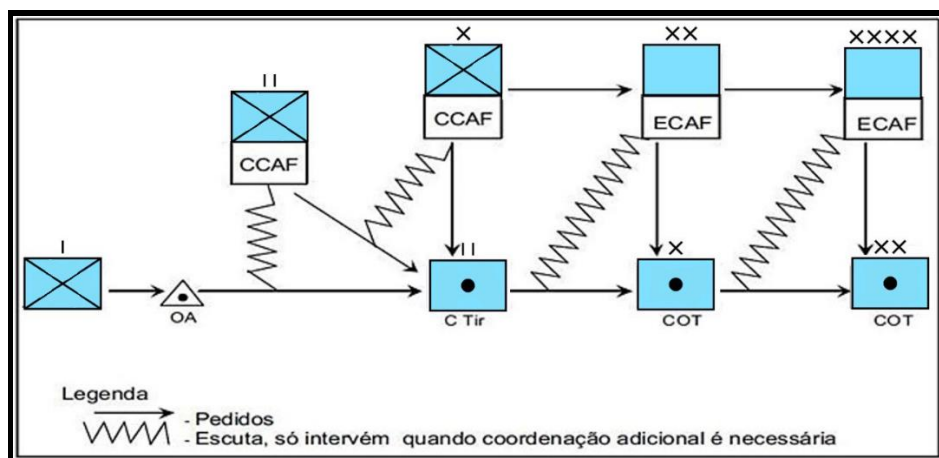 X
XX
XXXX
II
CCAF
ECAF
ECAF
CCAF
I
II
X
XX
OA
C Tir
COT
COT
Legenda
- Pedidos
- Escuta, só intervém quando coordenação adicional é necessária